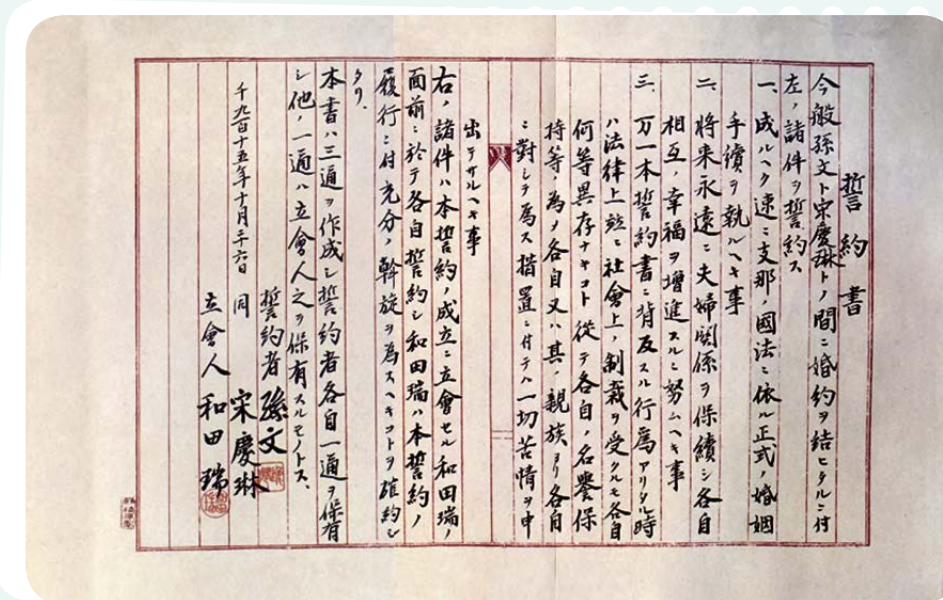 誓約書
今般孫文ト宋慶琳トノ間ニ婚約ヲ結ヒタルニ付
左ノ諸件ヲ誓約ス
一、成ルヘク速ニ支那ノ國法ニ依ル正式ノ婚姻
手續ヲ執ルヘキ事
二、將来永遠ニ夫婦関係ヲ保續シ各自
相互ノ幸福ヲ増進スルニ努ムヘキ事
三、万一本誓約書ニ背反スル行為アリタル時
ハ法律上竝ニ社會上ノ制裁ヲ受クルモ各自
何等異存ナキコト從テ各自ノ名譽保
持等ノ為メ各自又ハ其ノ親族ヨリ各自
ニ對シテ為ス措置ニ付テハ一切苦情ヲ申
出テサルヘキ事
右ノ諸件ハ本誓約ノ成立ニ立會セル和田瑞ノ
面前ニ於テ各自誓約シ和田瑞ハ本誓約ノ
履行ニ付充分ノ斡旋ヲ為スヘキコトヲ確約シ
タリ、
本書ハ三通ヲ作成シ誓約者各自一通ヲ保有
シ他ノ一通ハ立會人之ヲ保有スルモノトス、
千九百十五年十月二十六日
誓約者 孫文
同 宋慶琳
立會人 和田瑞